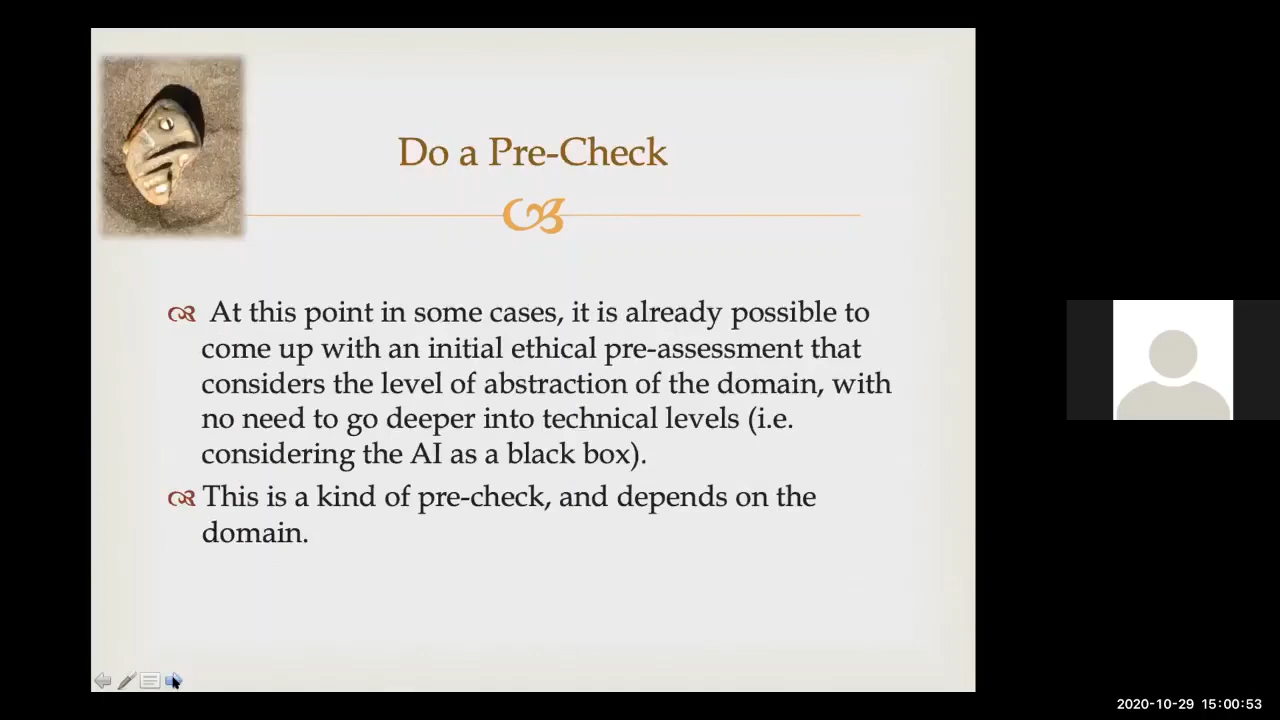 Do a Pre-Check
At this point in some cases, it is already possible to
come up with an initial ethical pre-assessment that
considers the level of abstraction of the domain, with
no need to go deeper into technical levels (i.e.
considering the AI as a black box).
This is a kind of pre-check, and depends on the
domain.
2020-10-29 15:00:53